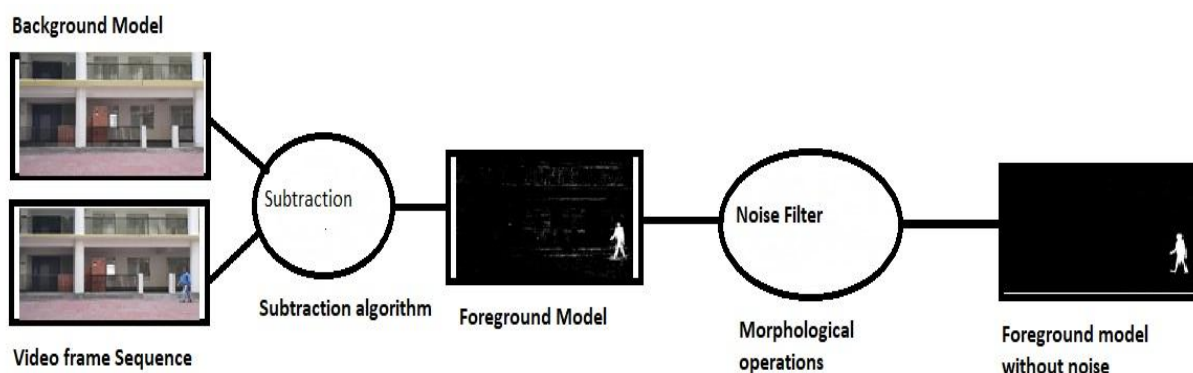 Background Model
Subtraction
Subtraction algorithm
Video frame Sequence
Foreground Model
Noise Filter
Morphological
operations
Foreground model
without noise